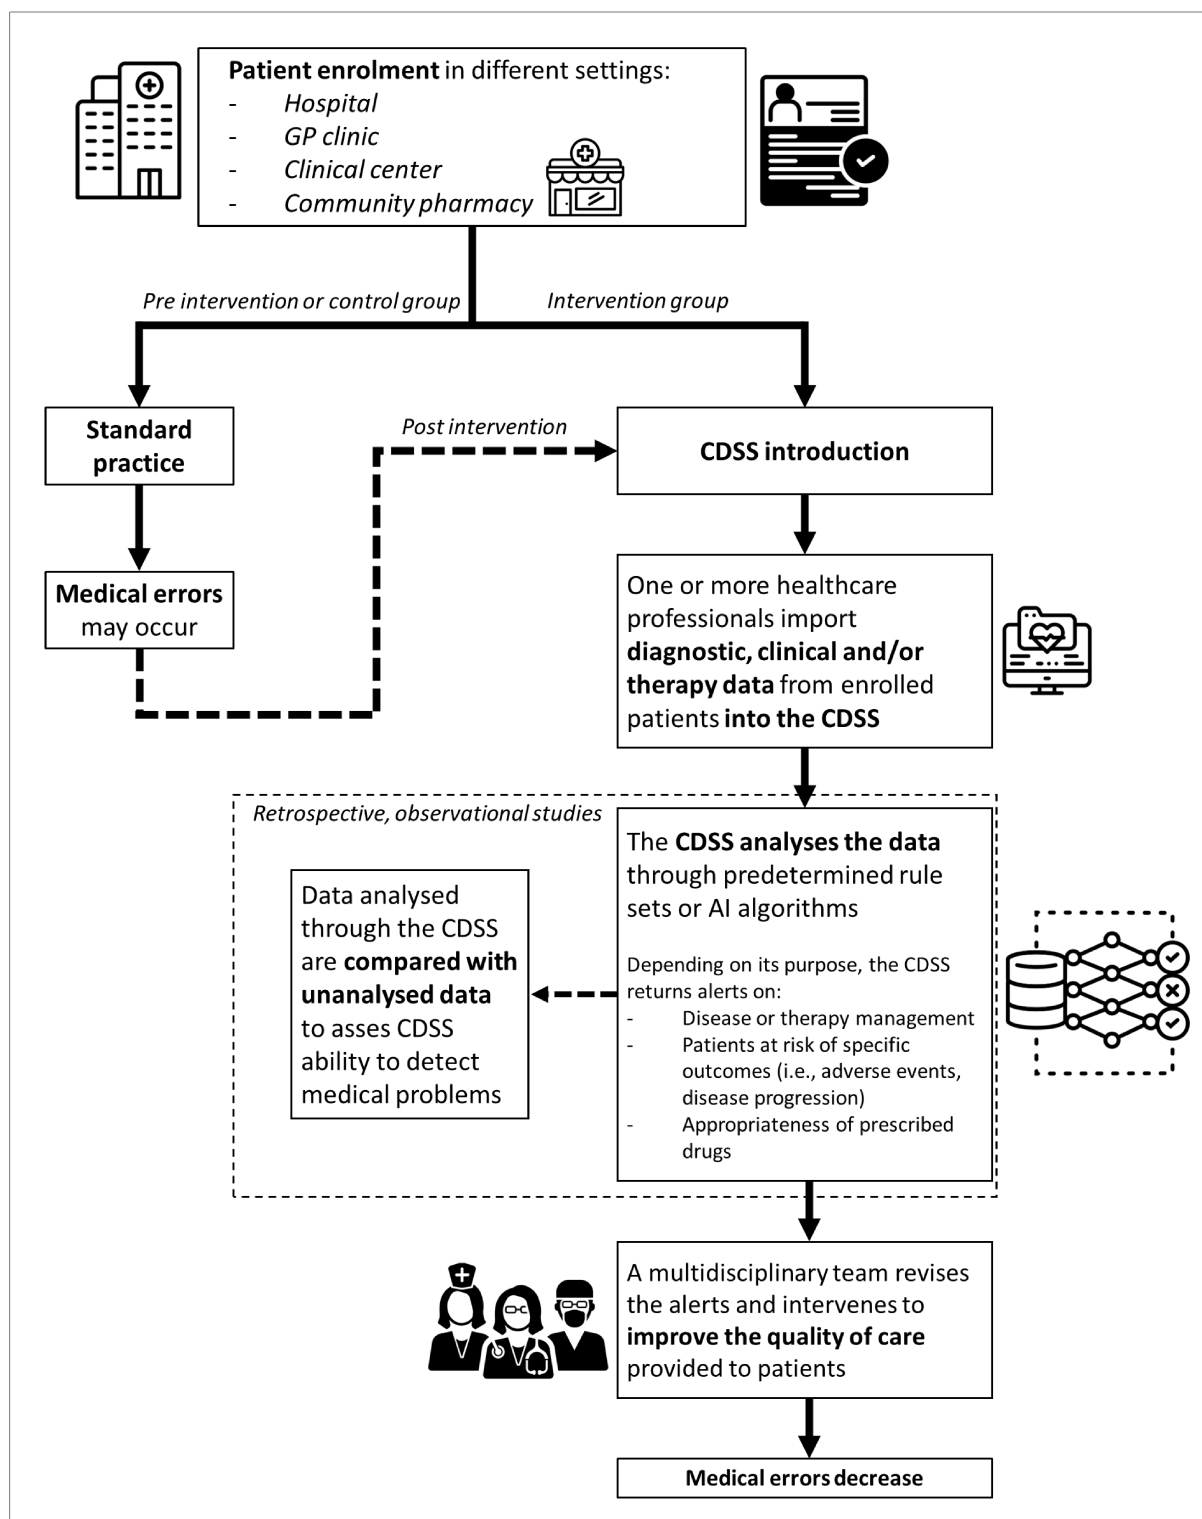 Patient enrolment in different settings:
- Hospital
- GP clinic
- Clinical center
- Community pharmacy
Pre intervention or control group
Intervention group
Standard
practice
Post intervention
CDSS introduction
Medical errors
may occur
One or more healthcare
professionals import
diagnostic, clinical and/or
therapy data from enrolled
patients into the CDSS
Retrospective, observational studies
Data analysed
through the CDSS
are compared with
unanalysed data
to asses CDSS
ability to detect
medical problems
The CDSS analyses the data
through predetermined rule
sets or AI algorithms
Depending on its purpose, the CDSS
returns alerts on:
- Disease or therapy management
- Patients at risk of specific
outcomes (i.e., adverse events,
disease progression)
- Appropriateness of prescribed
drugs
A multidisciplinary team revises
the alerts and intervenes to
improve the quality of care
provided to patients
Medical errors decrease